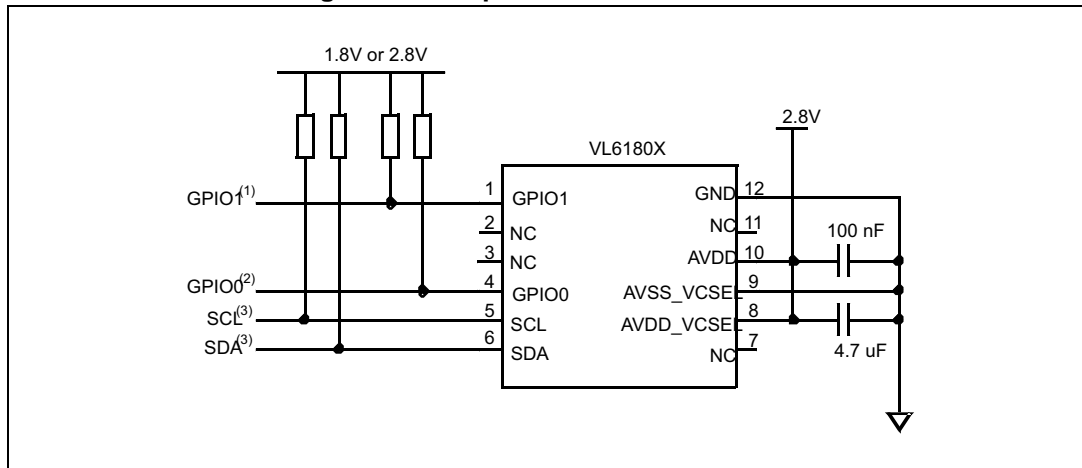 1.8V or 2.8V
2.8V
VL6180X
GPIO1(1)
1
GPIO1
2
NC
3
NC
GPIO0(2)
4
GPIO0
SCL(3)
5
SCL
SDA(3)
6
SDA
GND
12
NC
11
100 nF
AVDD
10
AVSS_VCSEL
9
AVDD_VCSEL
8
4.7 uF
NC
7